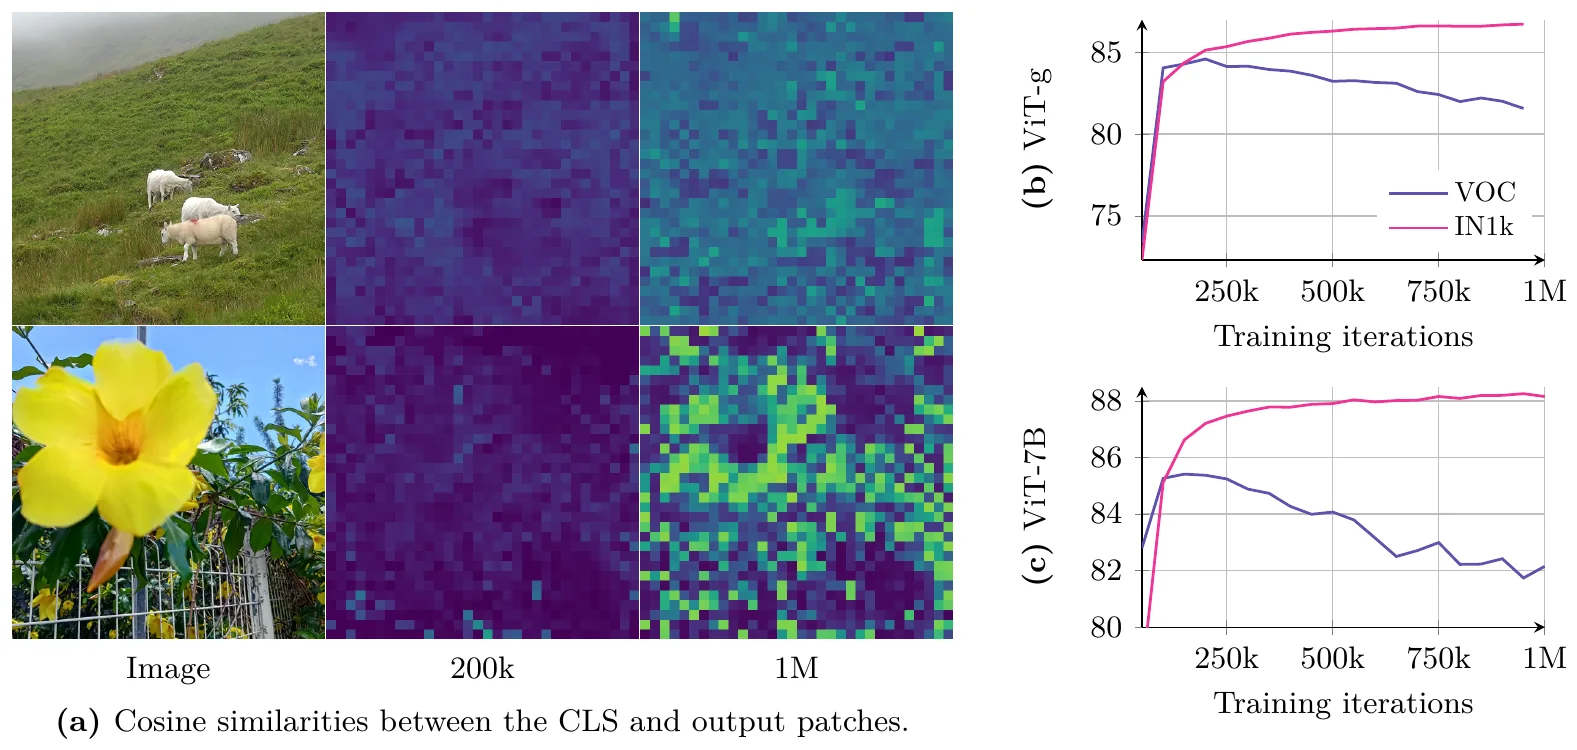 Image
200k
1M
(a) Cosine similarities between the CLS and output patches.
(b) ViT-g
85
80
75
VOC
IN1k
250k 500k 750k 1M
Training iterations
(c) ViT-7B
88
86
84
82
80
250k 500k 750k 1M
Training iterations